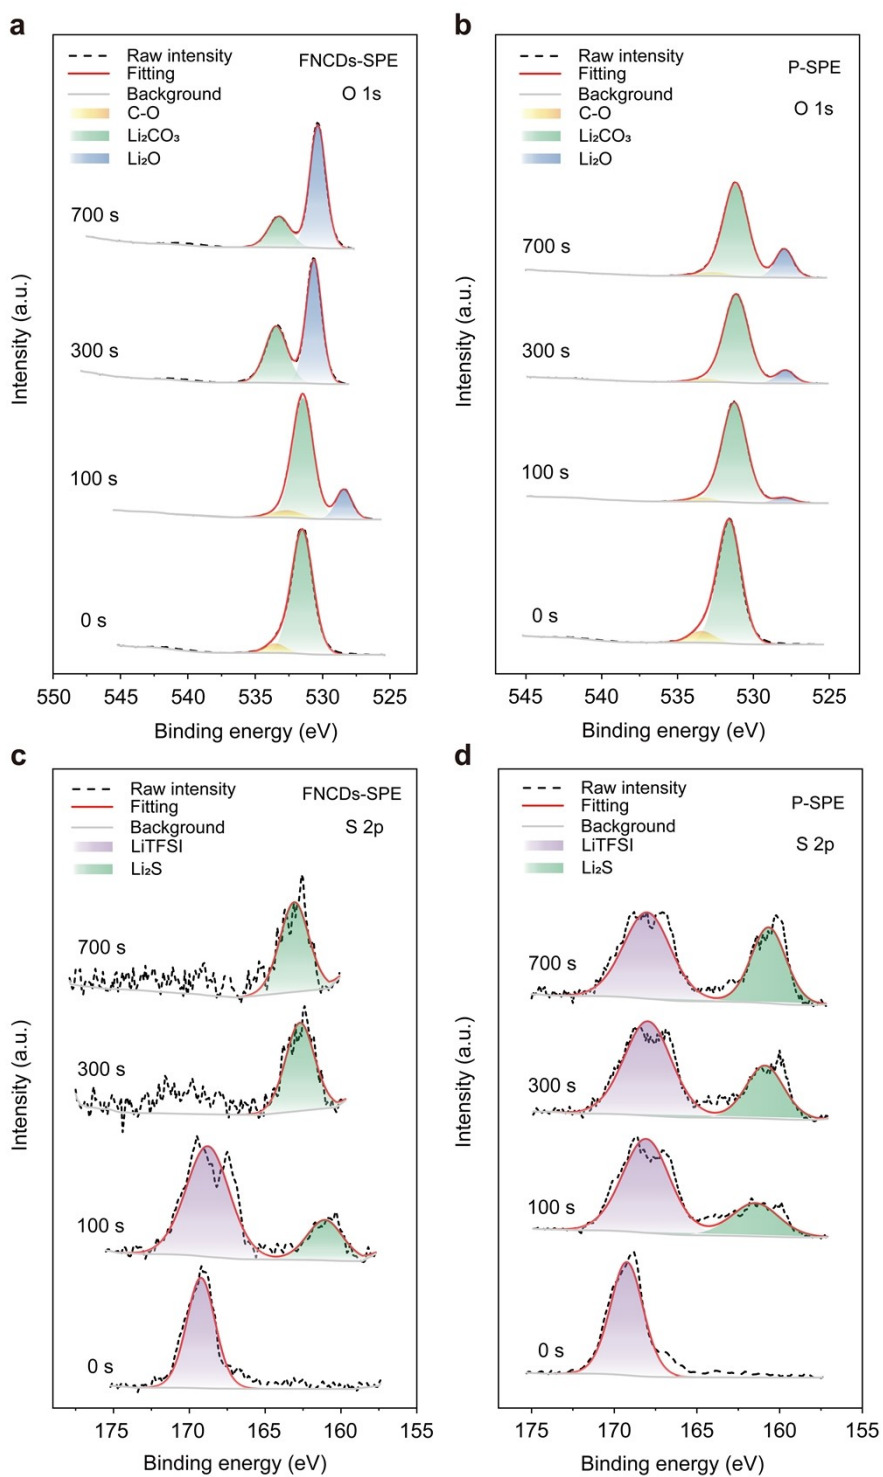 a
Raw intensity
Fitting
Background
C-O
Li₂CO₃
Li₂O
FNCDs-SPE
O 1s
700 s
300 s
100 s
0 s
Intensity (a.u.)
550 545 540 535 530 525
Binding energy (eV)
b
Raw intensity
Fitting
Background
C-O
Li₂CO₃
Li₂O
P-SPE
O 1s
700 s
300 s
100 s
0 s
Intensity (a.u.)
545 540 535 530 525
Binding energy (eV)
c
Raw intensity
Fitting
Background
LiTFSI
Li₂S
FNCDs-SPE
S 2p
700 s
300 s
100 s
0 s
Intensity (a.u.)
175 170 165 160 155
Binding energy (eV)
d
Raw intensity
Fitting
Background
LiTFSI
Li₂S
P-SPE
S 2p
700 s
300 s
100 s
0 s
Intensity (a.u.)
175 170 165 160 155
Binding energy (eV)